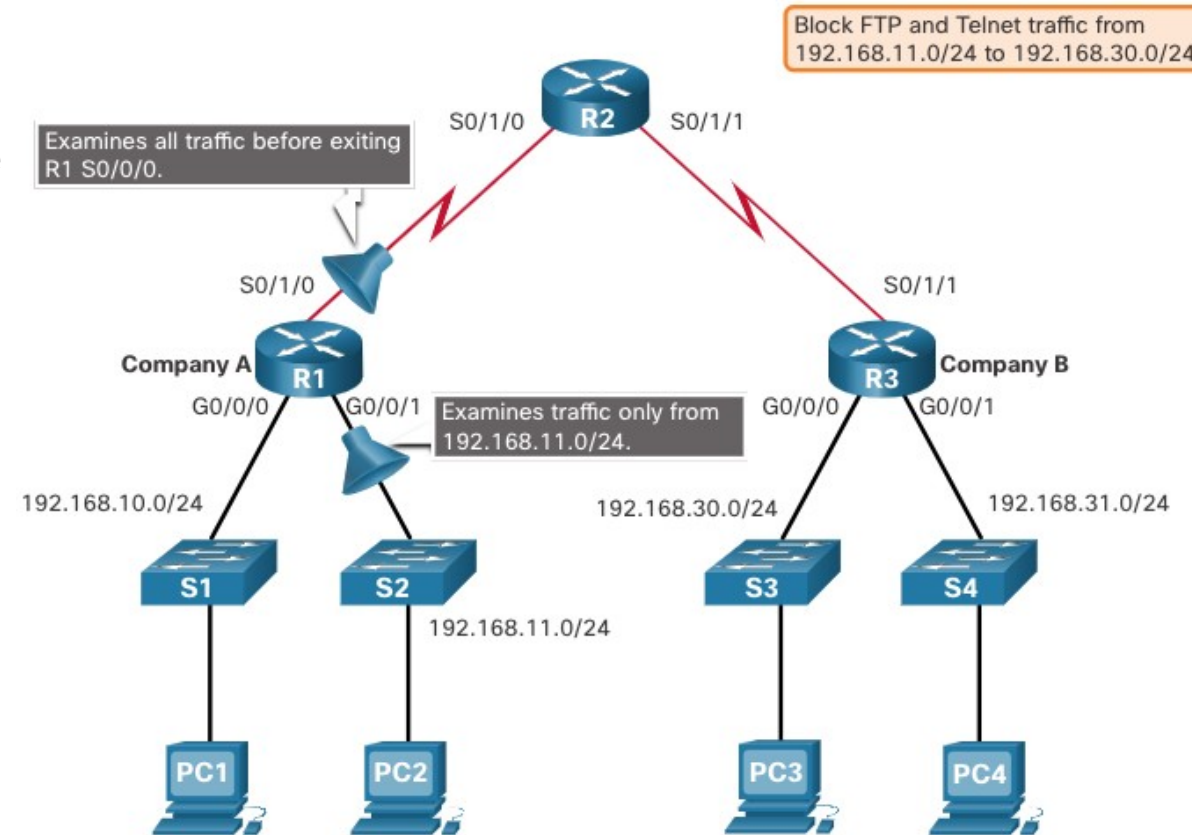 Block FTP and Telnet traffic from
192.168.11.0/24 to 192.168.30.0/24
R2
S0/1/0
S0/1/1
Examines all traffic before exiting
R1 S0/0/0.
S0/1/0
S0/1/1
Company A
R1
R3
Company B
G0/0/0
G0/0/1
Examines traffic only from
192.168.11.0/24.
G0/0/0
G0/0/1
192.168.10.0/24
192.168.30.0/24
192.168.31.0/24
S1
S2
S3
S4
192.168.11.0/24
PC1
PC2
PC3
PC4